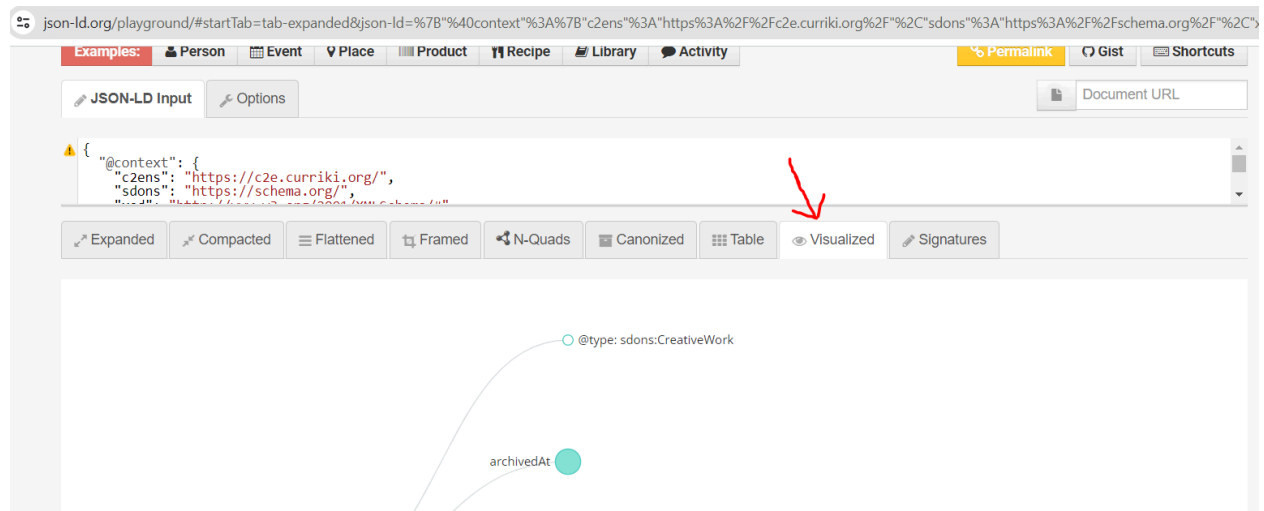 json-ld.org/playground/#startTab=tab-expanded&json-ld=%7B"%40context"%3A%7B"c2ens"%3A"https%3A%2F%2Fc2e.curriki.org%2F"%2C"sdons"%3A"https%3A%2F%2Fschema.org%2F"%2C"x
Examples: Person Event Place Product Recipe Library Activity Permalink Gist Shortcuts
JSON-LD Input Options Document URL
{
"@context": {
"c2ens": "https://c2e.curriki.org/",
"sdons": "https://schema.org/",
Expanded Compacted Flattened Framed N-Quads Canonized Table Visualized Signatures
@type: sdons:CreativeWork
archivedAt